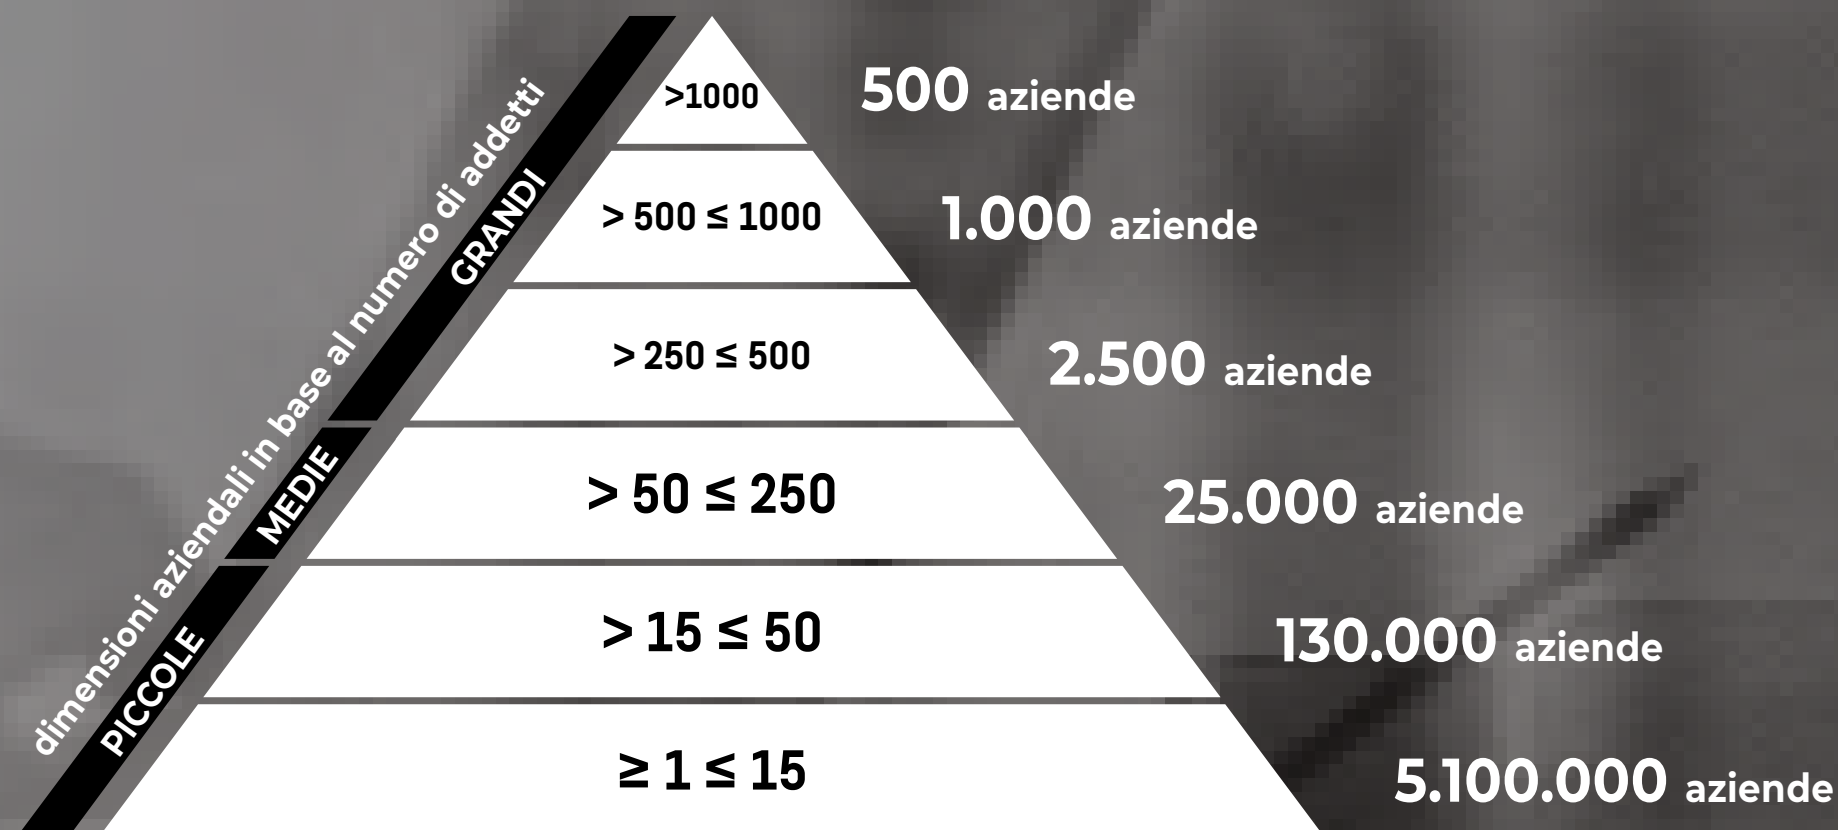 dimensioni aziendali in base al numero di addetti
GRANDI
MEDIE
PICCOLE
>1000
500 aziende
> 500 ≤ 1000
1.000 aziende
> 250 ≤ 500
2.500 aziende
> 50 ≤ 250
25.000 aziende
> 15 ≤ 50
130.000 aziende
≥ 1 ≤ 15
5.100.000 aziende